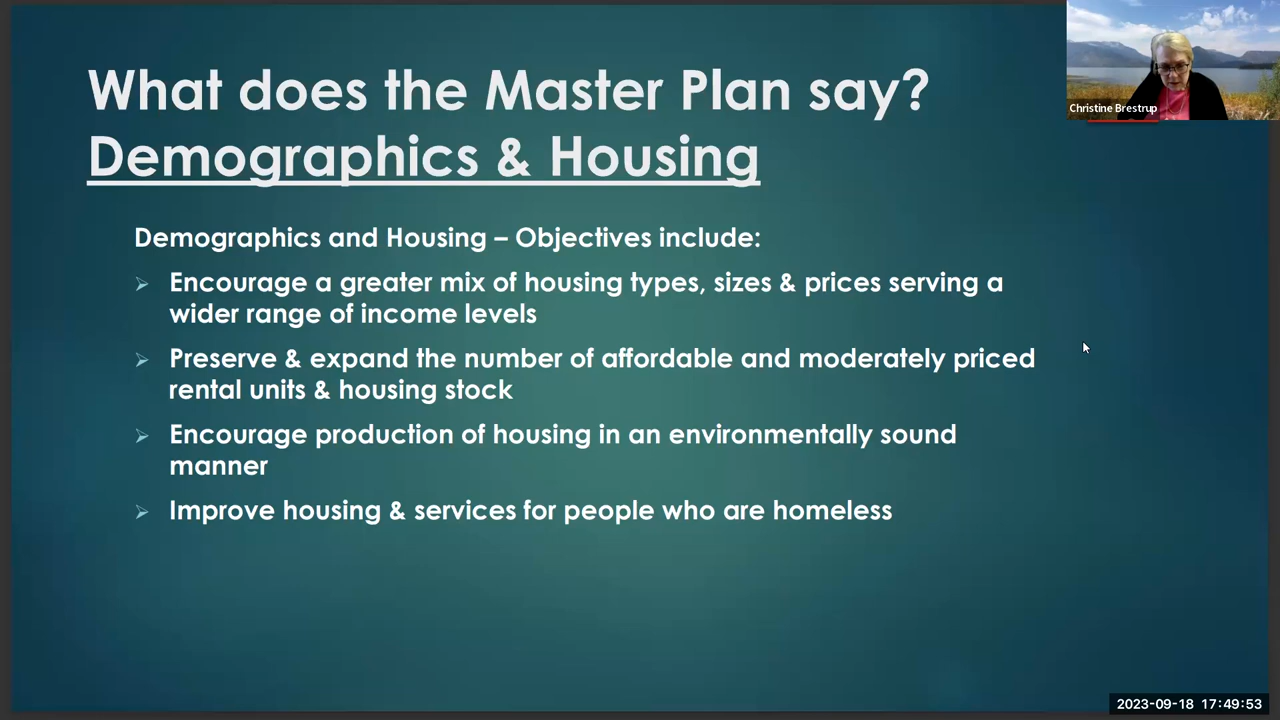 What does the Master Plan say?
Demographics & Housing
Christine Brestrup
Demographics and Housing – Objectives include:
Encourage a greater mix of housing types, sizes & prices serving a
wider range of income levels
Preserve & expand the number of affordable and moderately priced
rental units & housing stock
Encourage production of housing in an environmentally sound
manner
Improve housing & services for people who are homeless
2023-09-18 17:49:53